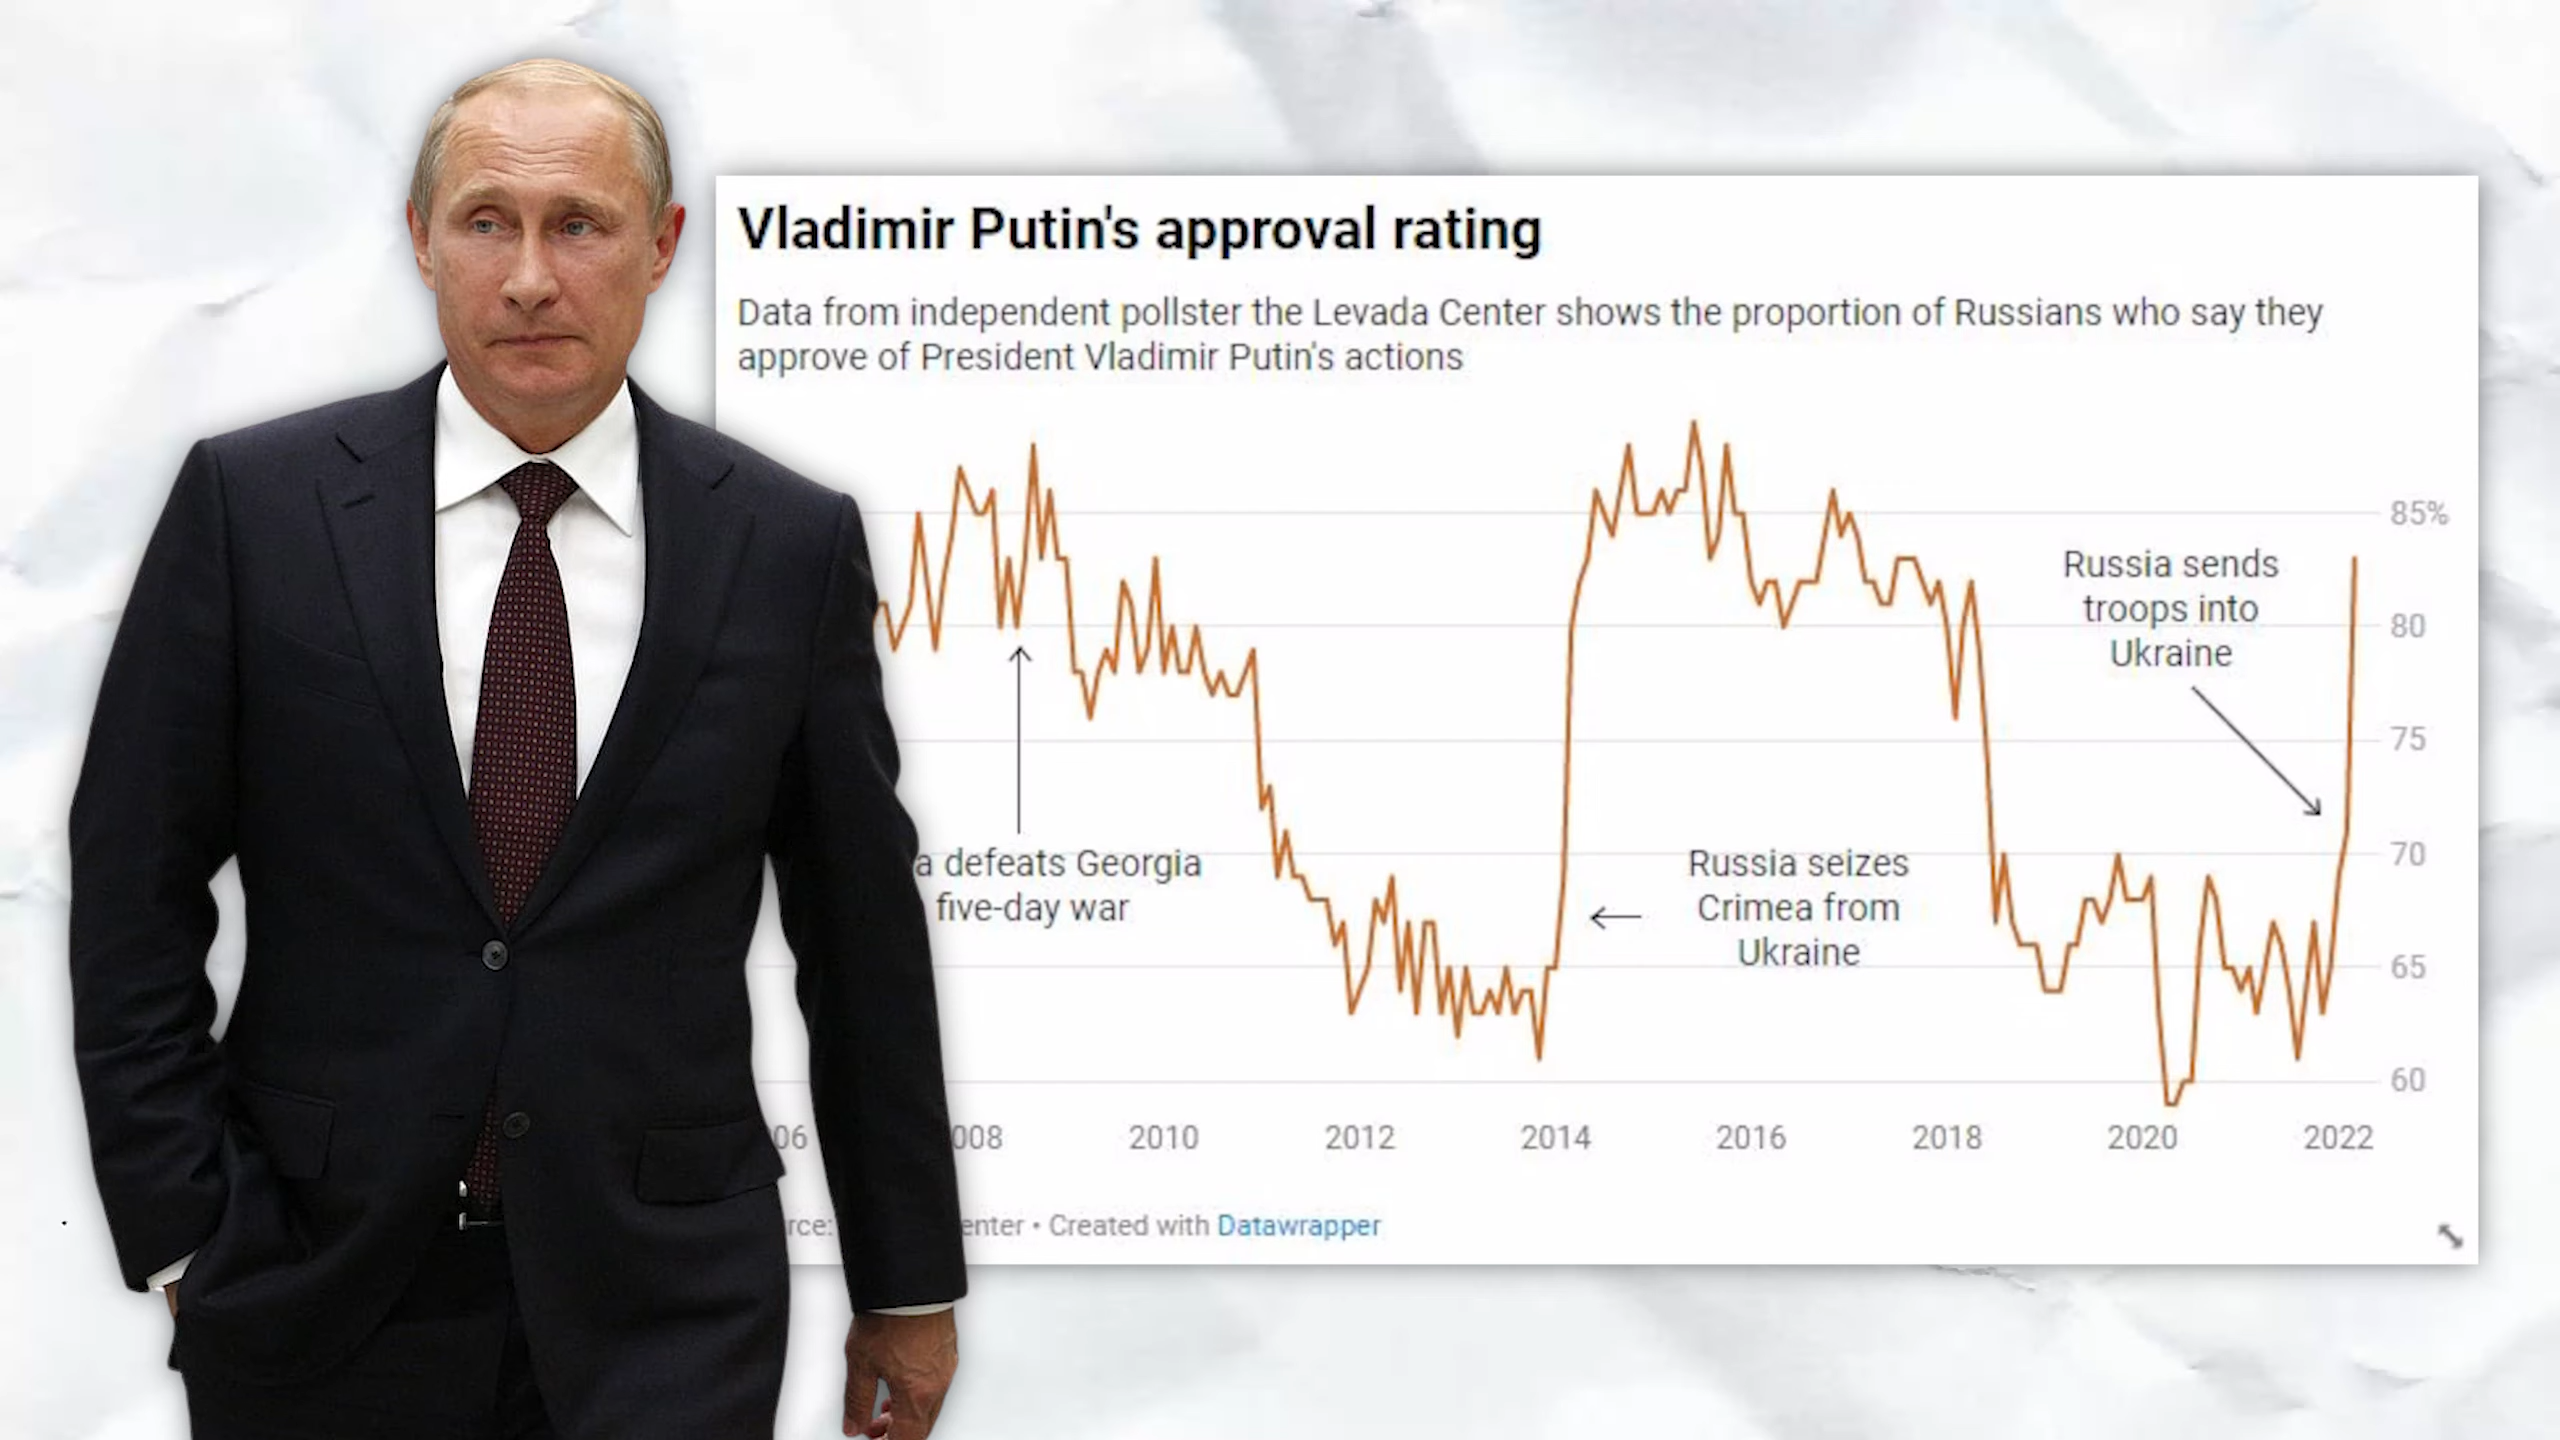 Vladimir Putin's approval rating
Data from independent pollster the Levada Center shows the proportion of Russians who say they
approve of President Vladimir Putin's actions
85%
Russia sends
troops into
Ukraine
80
75
70
a defeats Georgia
five-day war
Russia seizes
Crimea from
Ukraine
65
60
06 008 2010 2012 2014 2016 2018 2020 2022
rce: enter • Created with Datawrapper